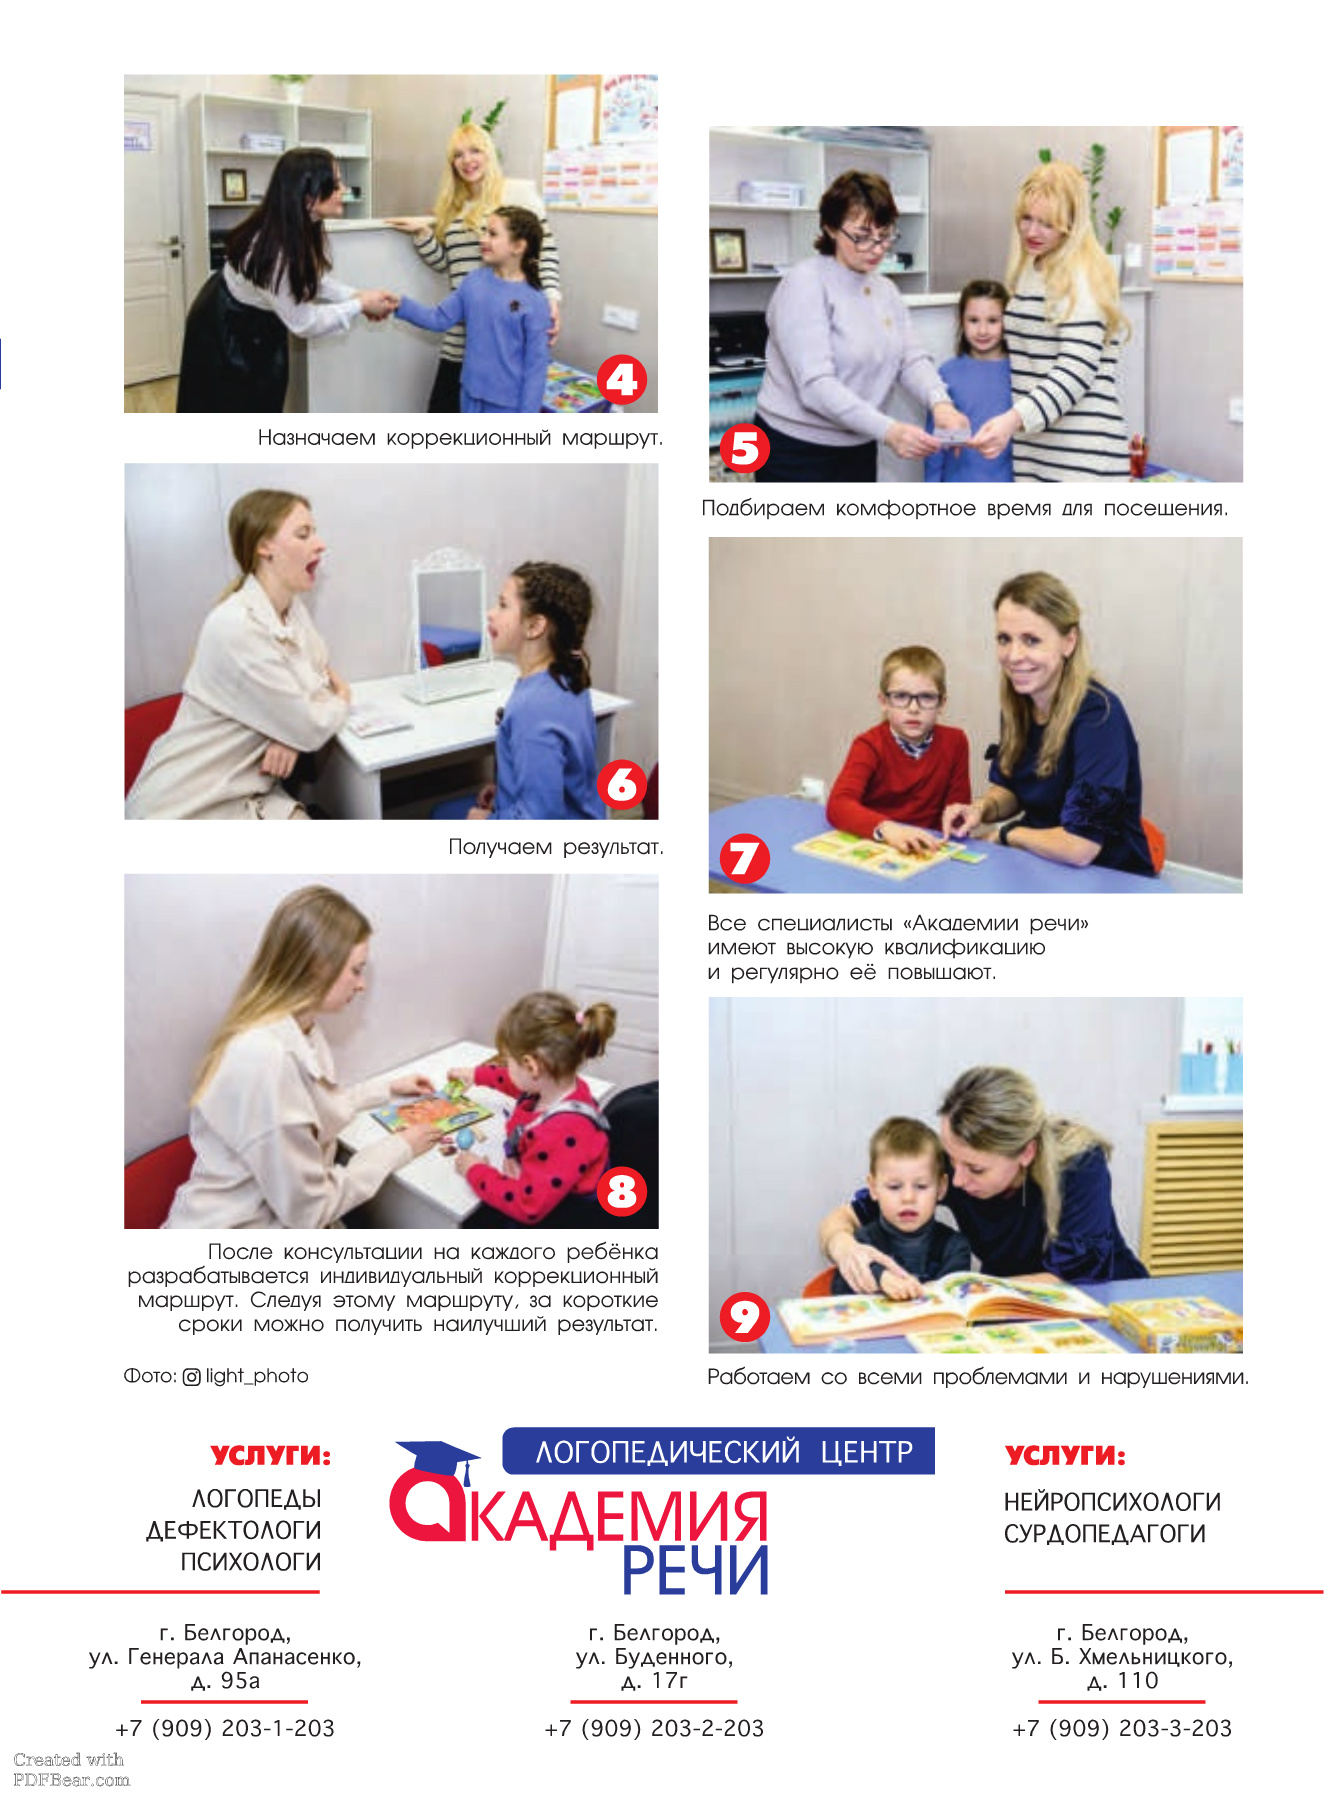 4
Назначаем коррекционный маршрут.
5
Подбираем комфортное время для посещения.
6
Получаем результат.
7
Все специалисты «Академии речи»
имеют высокую квалификацию
и регулярно её повышают.
8
После консультации на каждого ребёнка
разрабатывается индивидуальный коррекционный
маршрут. Следуя этому маршруту, за короткие
сроки можно получить наилучший результат.
Фото: light_photo
9
Работаем со всеми проблемами и нарушениями.
УСЛУГИ:
ЛОГОПЕДЫ
ДЕФЕКТОЛОГИ
ПСИХОЛОГИ
ЛОГОПЕДИЧЕСКИЙ ЦЕНТР
аКАДЕМИЯ
РЕЧИ
УСЛУГИ:
НЕЙРОПСИХОЛОГИ
СУРДОПЕДАГОГИ
г. Белгород,
ул. Генерала Апанасенко,
д. 95а
+7 (909) 203-1-203
г. Белгород,
ул. Буденного,
д. 17г
+7 (909) 203-2-203
г. Белгород,
ул. Б. Хмельницкого,
д. 110
+7 (909) 203-3-203
Created with
PDFBear.com